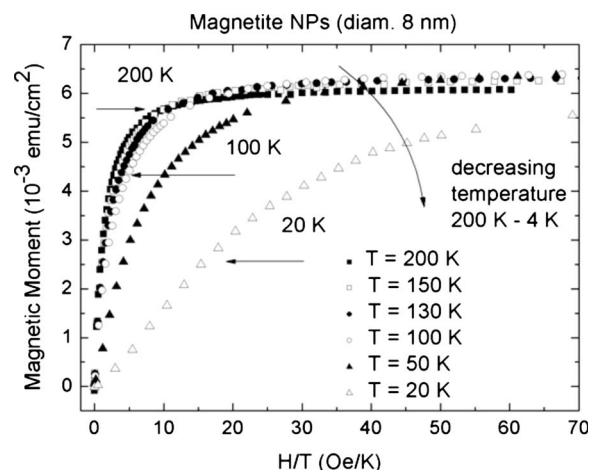 Magnetite NPs (diam. 8 nm)
7
6
5
4
3
2
1
0
Magnetic Moment (10⁻³ emu/cm²)
200 K
100 K
20 K
decreasing
temperature
200 K - 4 K
T = 200 K
T = 150 K
T = 130 K
T = 100 K
T = 50 K
T = 20 K
0 10 20 30 40 50 60 70
H/T (Oe/K)